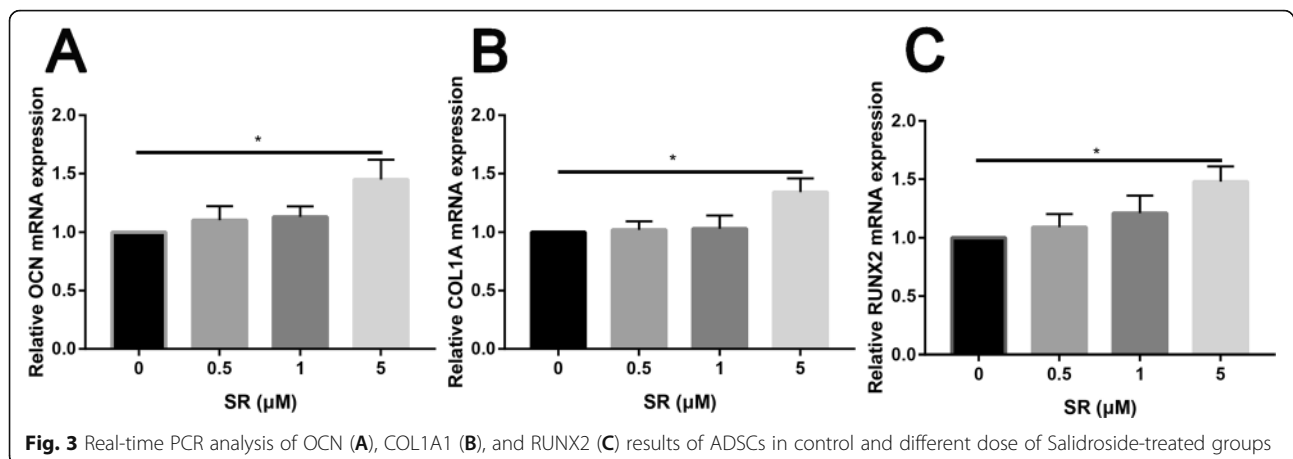 A
Relative OCN mRNA expression
2.0
1.5
1.0
0.5
0.0
*
0 0.5 1 5
SR (µM)
B
Relative COL1A mRNA expression
2.0
1.5
1.0
0.5
0.0
*
0 0.5 1 5
SR (µM)
C
Relative RUNX2 mRNA expression
2.0
1.5
1.0
0.5
0.0
*
0 0.5 1 5
SR (µM)
Fig. 3 Real-time PCR analysis of OCN (A), COL1A1 (B), and RUNX2 (C) results of ADSCs in control and different dose of Salidroside-treated groups